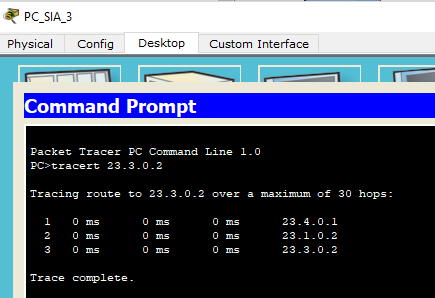 PC_SIA_3
Physical Config Desktop Custom Interface
Command Prompt
Packet Tracer PC Command Line 1.0
PC>tracert 23.3.0.2
Tracing route to 23.3.0.2 over a maximum of 30 hops:
1 0 ms 0 ms 0 ms 23.4.0.1
2 0 ms 0 ms 0 ms 23.1.0.2
3 0 ms 0 ms 0 ms 23.3.0.2
Trace complete.